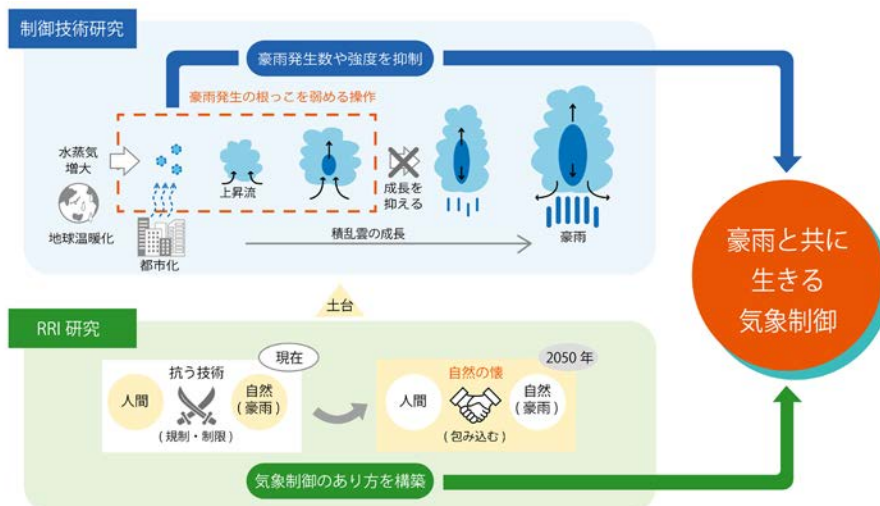 制御技術研究
豪雨発生数や強度を抑制
豪雨発生の根っこを弱める操作
水蒸気
増大
地球温暖化
都市化
上昇流
成長を
抑える
積乱雲の成長
豪雨
土台
RRI 研究
現在
人間
抗う技術
(規制・制限)
自然
(豪雨)
2050 年
人間
自然の懐
(包み込む)
自然
(豪雨)
気象制御のあり方を構築
豪雨と共に
生きる
気象制御